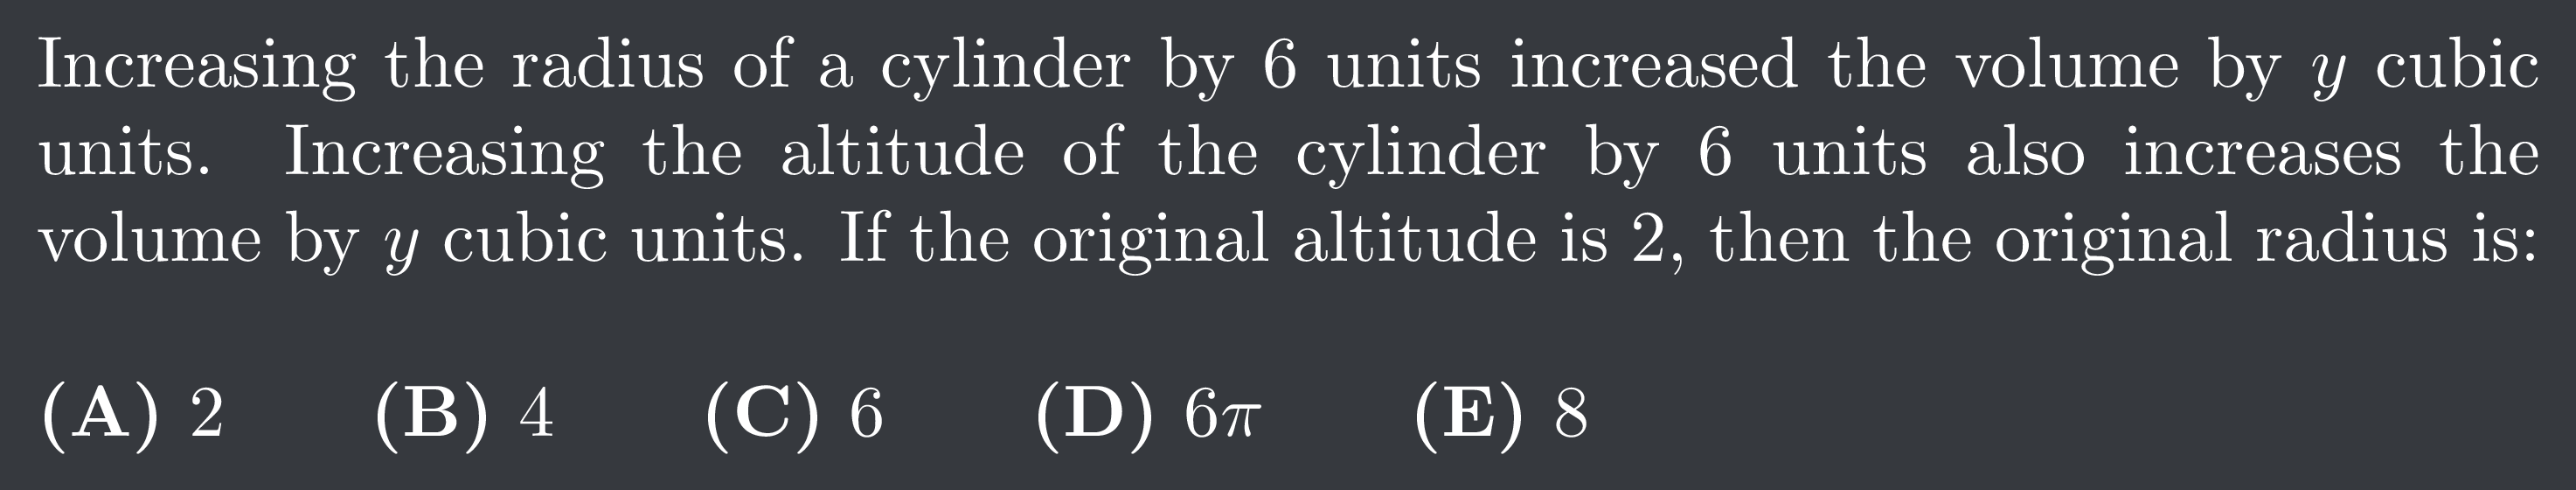 Increasing the radius of a cylinder by 6 units increased the volume by y cubic
units. Increasing the altitude of the cylinder by 6 units also increases the
volume by y cubic units. If the original altitude is 2, then the original radius is:
(A) 2 (B) 4 (C) 6 (D) 6π (E) 8